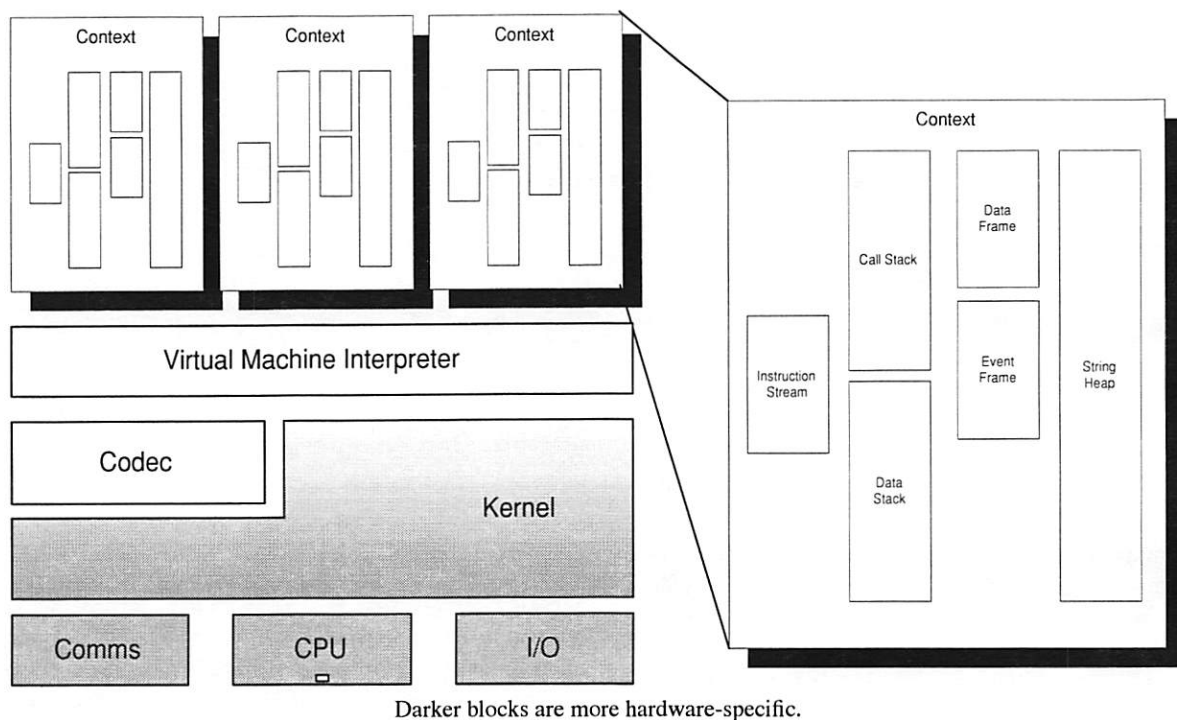 Context
Context
Context
Virtual Machine Interpreter
Codec
Kernel
Comms
CPU
I/O
Context
Instruction
Stream
Call Stack
Data
Stack
Data
Frame
Event
Frame
String
Heap
Darker blocks are more hardware-specific.